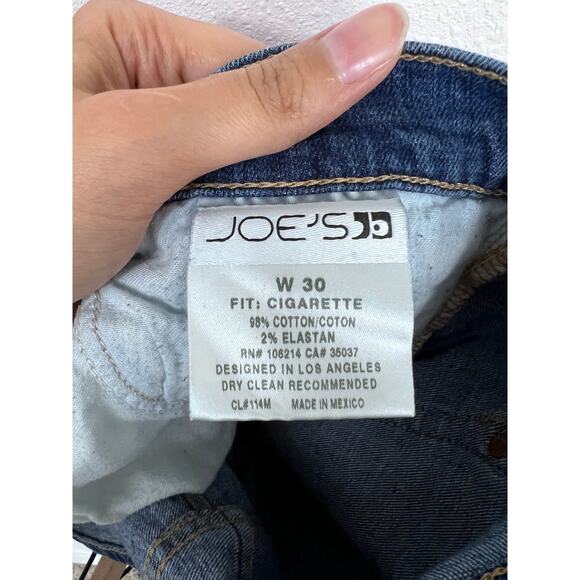 JOE'S
W 30
FIT: CIGARETTE
98% COTTON/COTON
2% ELASTAN
RN# 106214 CA# 35037
DESIGNED IN LOS ANGELES
DRY CLEAN RECOMMENDED
CL#114M MADE IN MEXICO